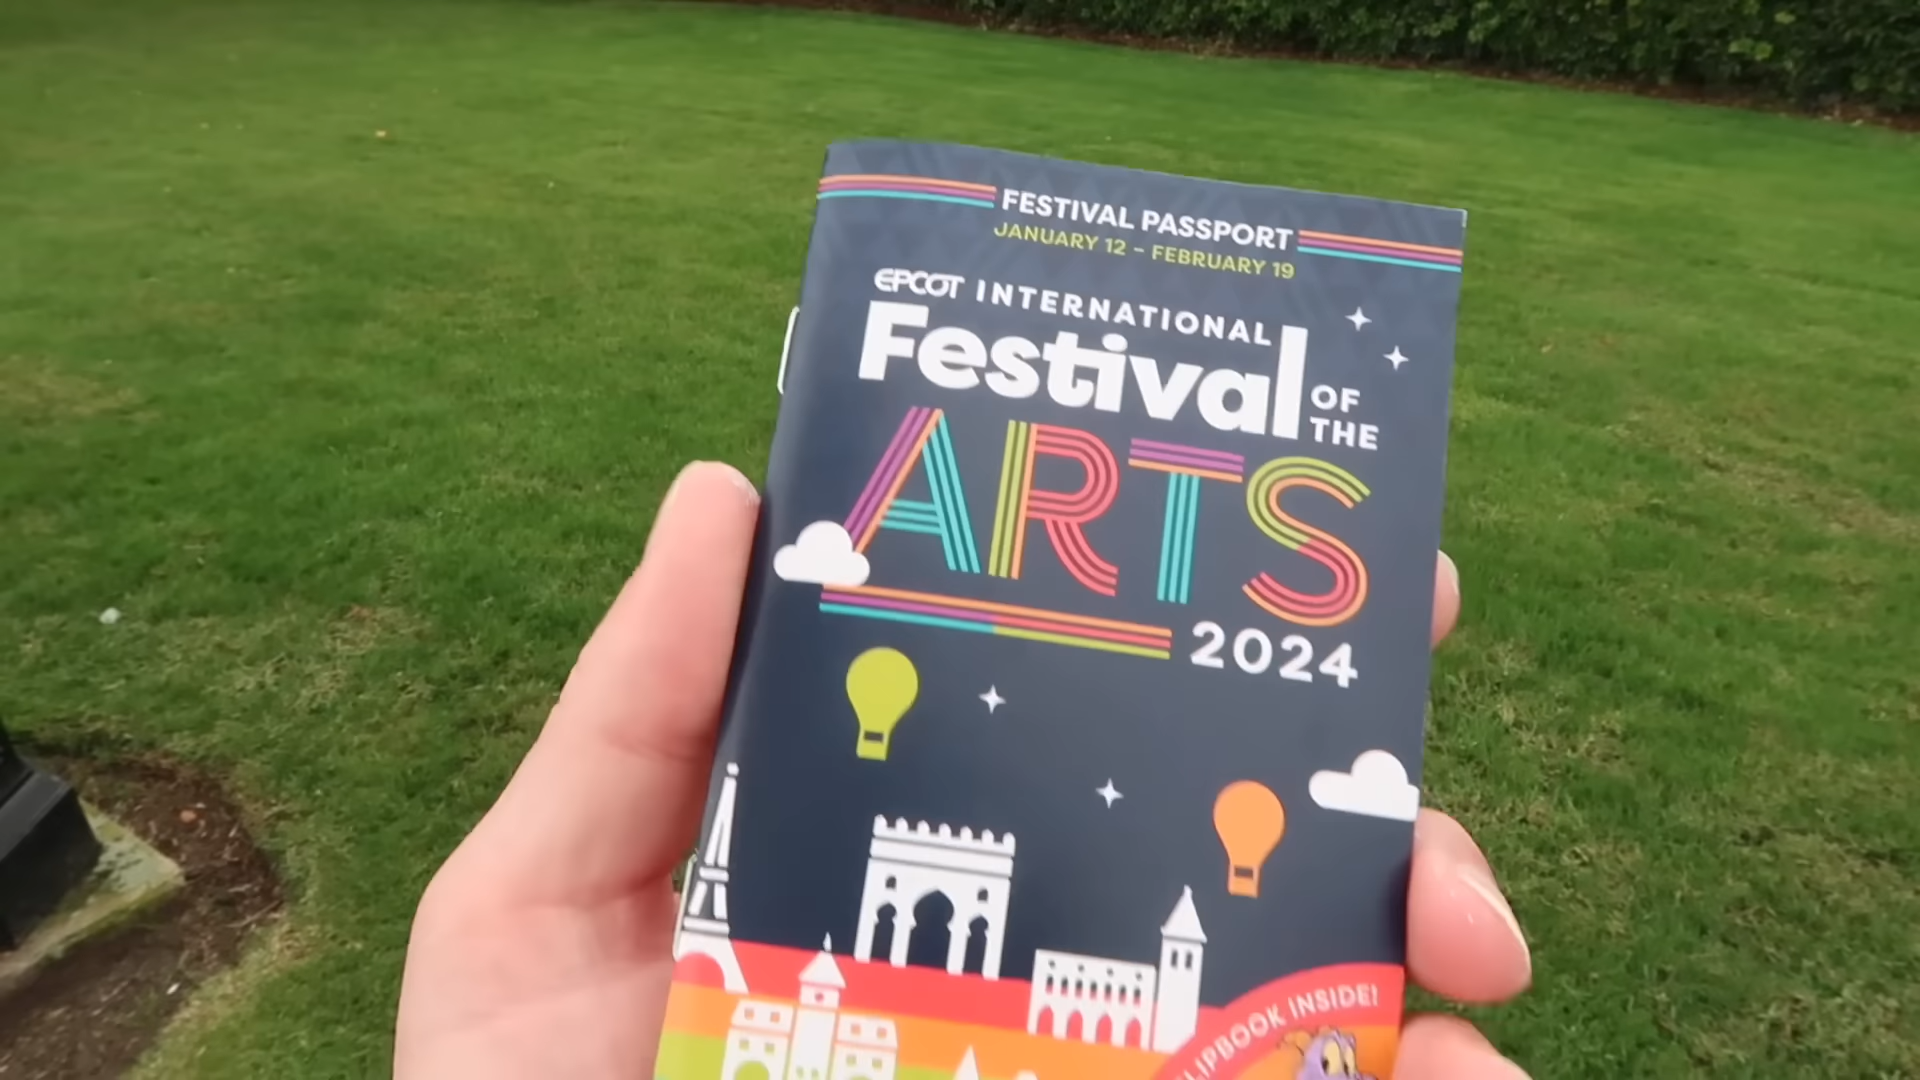 FESTIVAL PASSPORT
JANUARY 12 - FEBRUARY 19
EPCOT INTERNATIONAL
Festival OF THE
ARTS
2024
FLIPBOOK INSIDE!